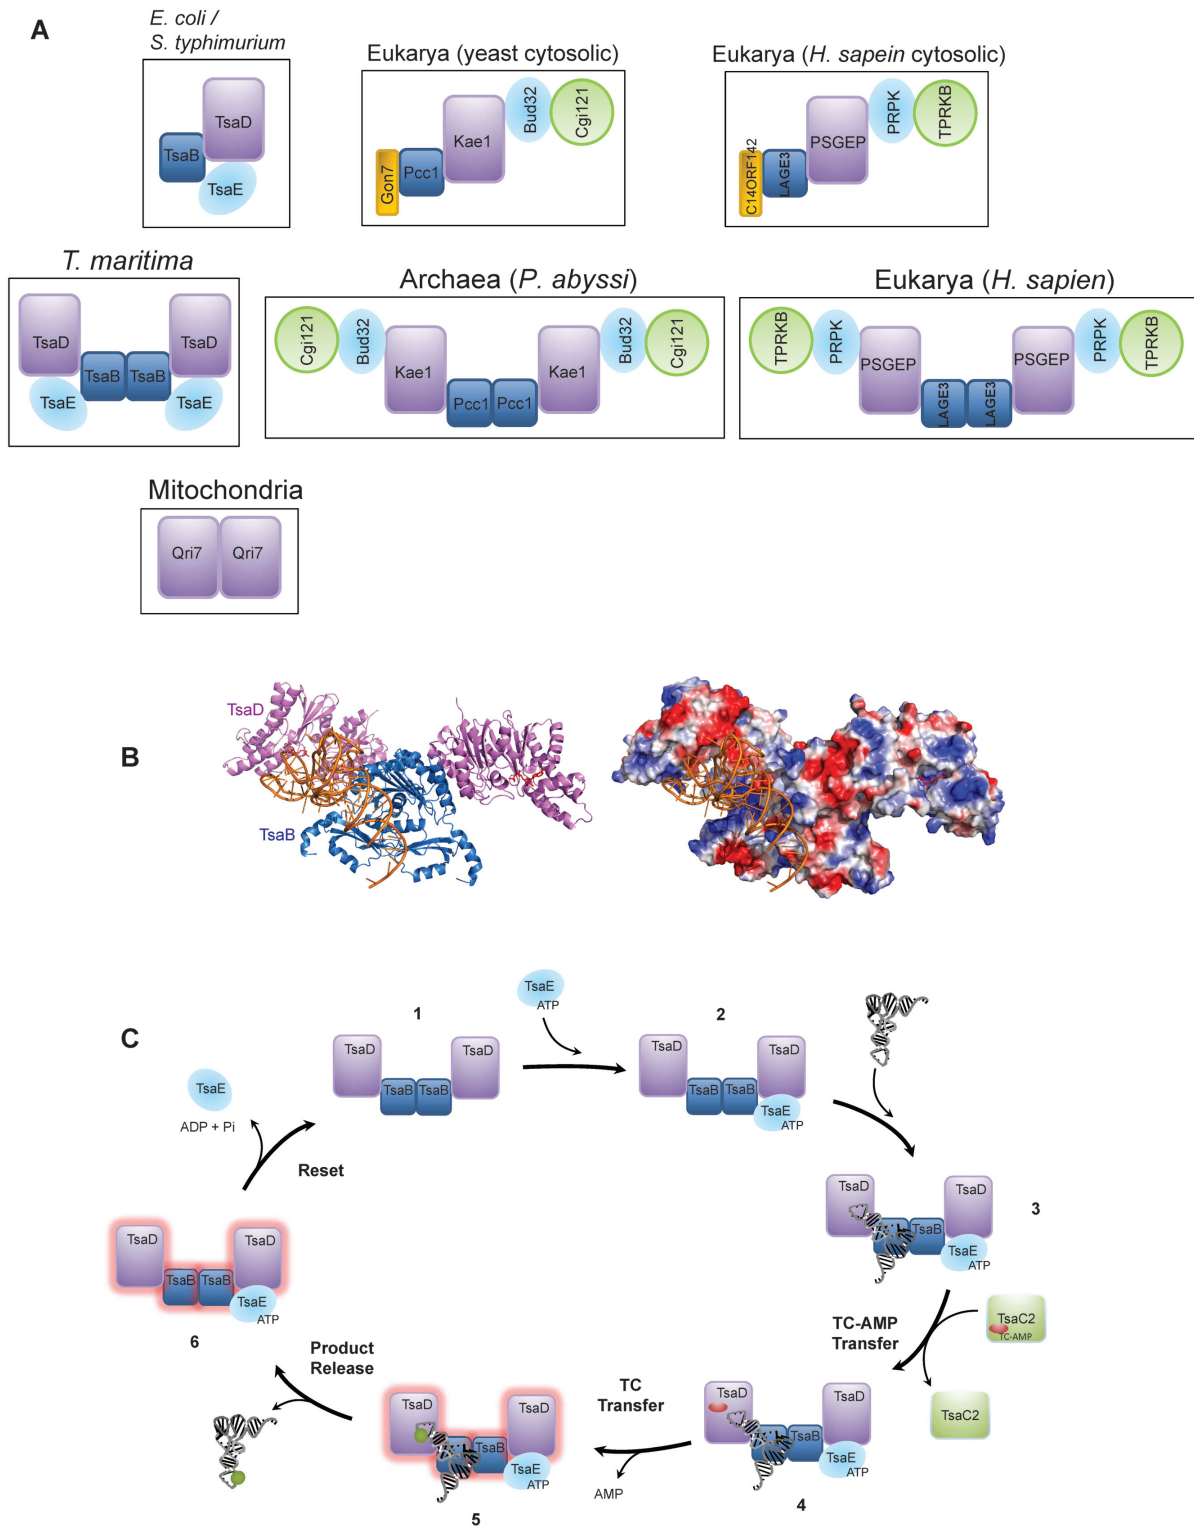 A
E. coli /
S. typhimurium
TsaD
TsaB
TsaE
Eukarya (yeast cytosolic)
Gon7
Pcc1
Kae1
Bud32
Cgi121
Eukarya (H. sapein cytosolic)
C14ORF142
LAGE3
PSGEP
PRPK
TPRKB
T. maritima
TsaD
TsaD
TsaB
TsaB
TsaE
TsaE
Archaea (P. abyssi)
Cgi121
Bud32
Kae1
Pcc1
Pcc1
Kae1
Bud32
Cgi121
Eukarya (H. sapien)
TPRKB
PRPK
PSGEP
LAGE3
LAGE3
PSGEP
PRPK
TPRKB
Mitochondria
Qri7
Qri7
B
TsaD
TsaB
C
1
TsaD
TsaD
TsaB
TsaB
TsaE
ATP
2
TsaD
TsaD
TsaB
TsaB
TsaE
ATP
3
TsaD
TsaD
TsaB
TsaE
ATP
TC-AMP
Transfer
TsaC2
TC-AMP
TsaC2
4
TsaD
TsaD
TsaB
TsaE
ATP
TC
Transfer
AMP
5
TsaD
TsaD
TsaB
TsaE
ATP
Product
Release
6
TsaD
TsaD
TsaB
TsaB
TsaE
ATP
Reset
TsaE
ADP + Pi